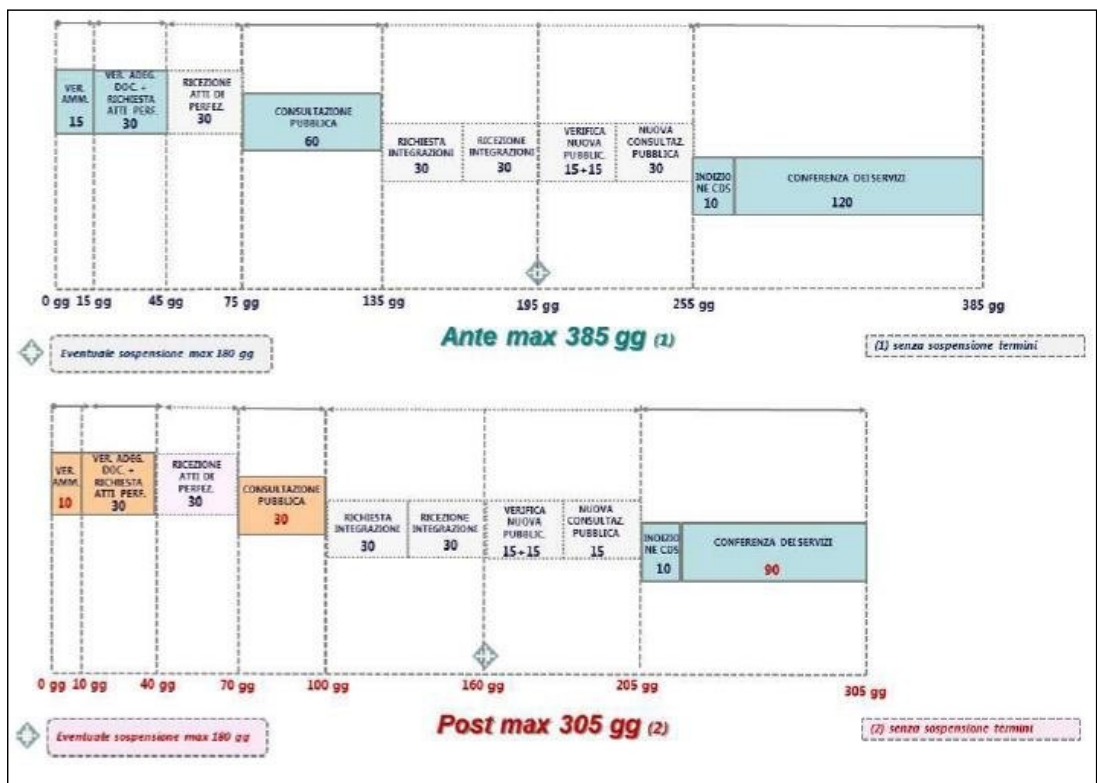 VER. AMM.
15
VER. ADEG.
DOC. +
RICHIESTA
ATTI PERF.
30
RICEZIONE
ATTI DI
PERFEZ.
30
CONSULTAZIONE
PUBBLICA
60
RICHIESTA
INTEGRAZIONI
30
RICEZIONE
INTEGRAZIONI
30
VERIFICA
NUOVA
PUBBLIC.
15+15
NUOVA
CONSULTAZ.
PUBBLICA
30
INDIZIO
NE CDS
10
CONFERENZA DEI SERVIZI
120
0 gg 15 gg 45 gg 75 gg 135 gg 195 gg 255 gg 385 gg
Ante max 385 gg (1)
Eventuale sospensione max 180 gg
(1) senza sospensione termini
VER.
AMM.
10
VER. ADEG.
DOC. +
RICHIESTA
ATTI PERF.
30
RICEZIONE
ATTI DI
PERFEZ.
30
CONSULTAZIONE
PUBBLICA
30
RICHIESTA
INTEGRAZIONI
30
RICEZIONE
INTEGRAZIONI
30
VERIFICA
NUOVA
PUBBLIC.
15+15
NUOVA
CONSULTAZ.
PUBBLICA
15
INDIZIO
NE CDS
10
CONFERENZA DEI SERVIZI
90
0 gg 10 gg 40 gg 70 gg 100 gg 160 gg 205 gg 305 gg
Post max 305 gg (2)
Eventuale sospensione max 180 gg
(2) senza sospensione termini